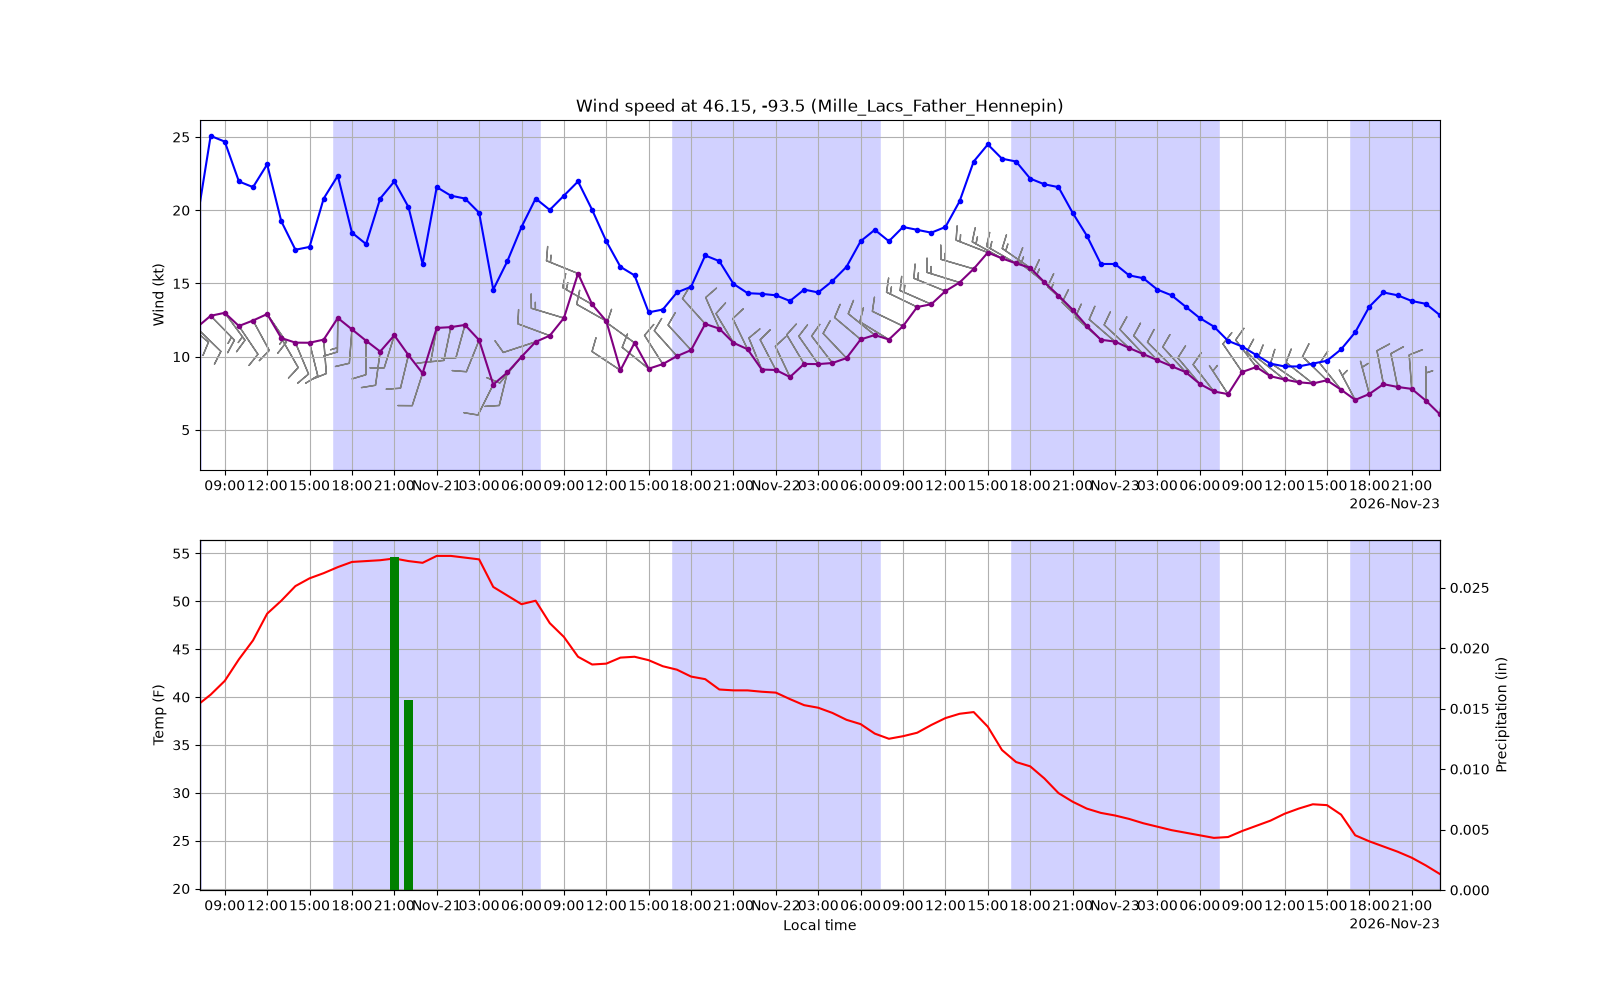 Wind speed at 46.15, -93.5 (Mille_Lacs_Father_Hennepin)
25
20
15
10
5
Wind (kt)
09:00 12:00 15:00 18:00 21:00 Nov-21 03:00 06:00 09:00 12:00 15:00 18:00 21:00 Nov-22 03:00 06:00 09:00 12:00 15:00 18:00 21:00 Nov-23 03:00 06:00 09:00 12:00 15:00 18:00 21:00
2026-Nov-23
55
50
45
40
35
30
25
20
Temp (F)
0.025
0.020
0.015
0.010
0.005
0.000
Precipitation (in)
09:00 12:00 15:00 18:00 21:00 Nov-21 03:00 06:00 09:00 12:00 15:00 18:00 21:00 Nov-22 03:00 06:00 09:00 12:00 15:00 18:00 21:00 Nov-23 03:00 06:00 09:00 12:00 15:00 18:00 21:00
Local time
2026-Nov-23